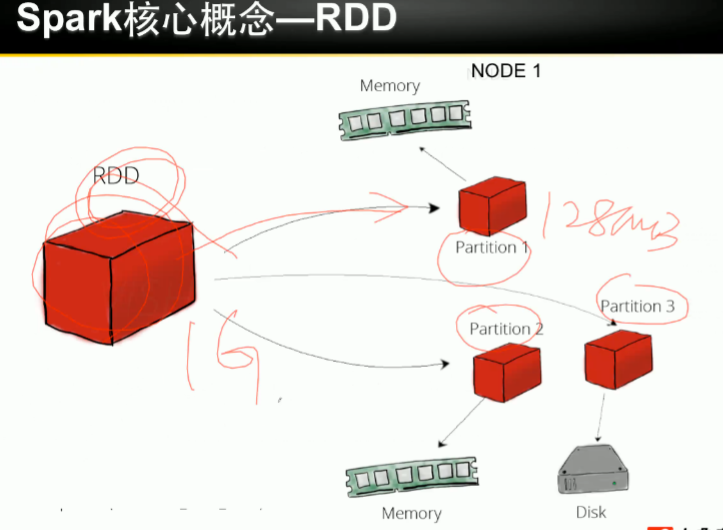 Spark核心概念—RDD
NODE 1
Memory
RDD
Partition 1
128MB
Partition 3
Partition 2
1G
Memory
Disk